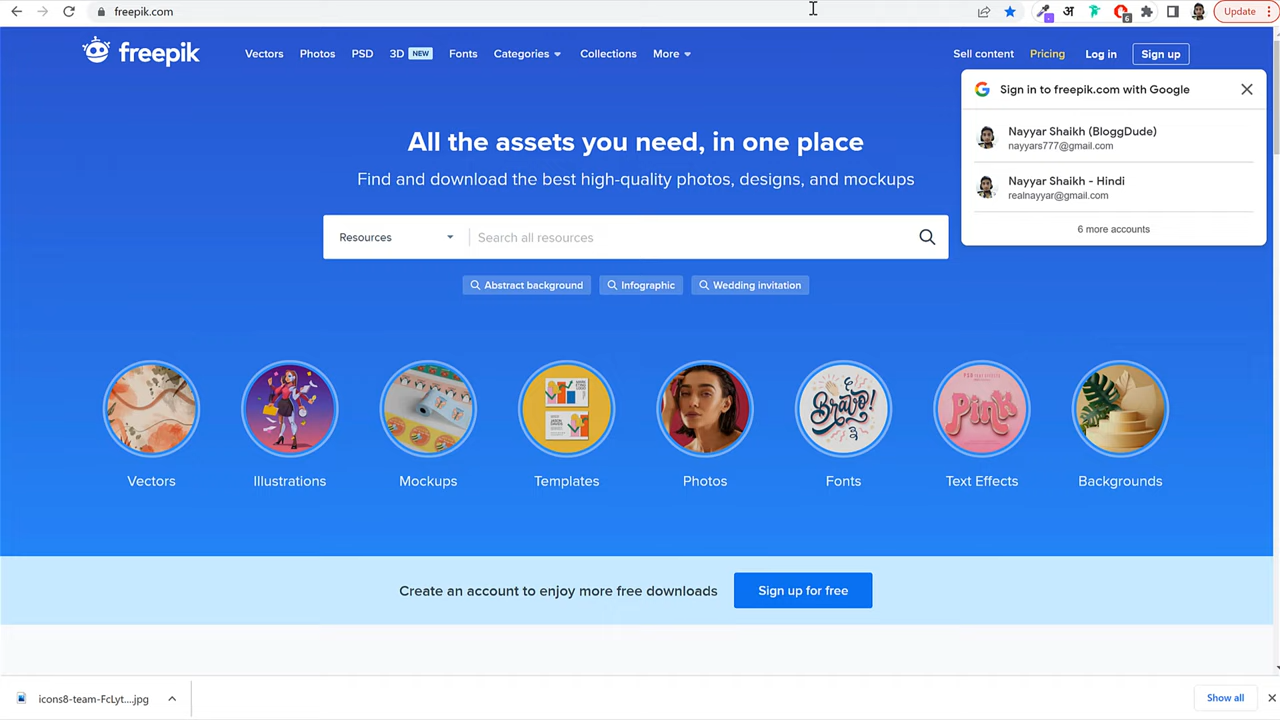 freepik.com
अ
6
Update
freepik
Vectors Photos PSD 3D NEW Fonts Categories Collections More
Sell content Pricing Log in Sign up
Sign in to freepik.com with Google
Nayyar Shaikh (BloggDude)
nayyars777@gmail.com
Nayyar Shaikh - Hindi
realnayyar@gmail.com
6 more accounts
All the assets you need, in one place
Find and download the best high-quality photos, designs, and mockups
Resources Search all resources
Abstract background Infographic Wedding invitation
Bravo!
Pink
Vectors Illustrations Mockups Templates Photos Fonts Text Effects Backgrounds
Create an account to enjoy more free downloads Sign up for free
icons8-team-FcLyt....jpg Show all